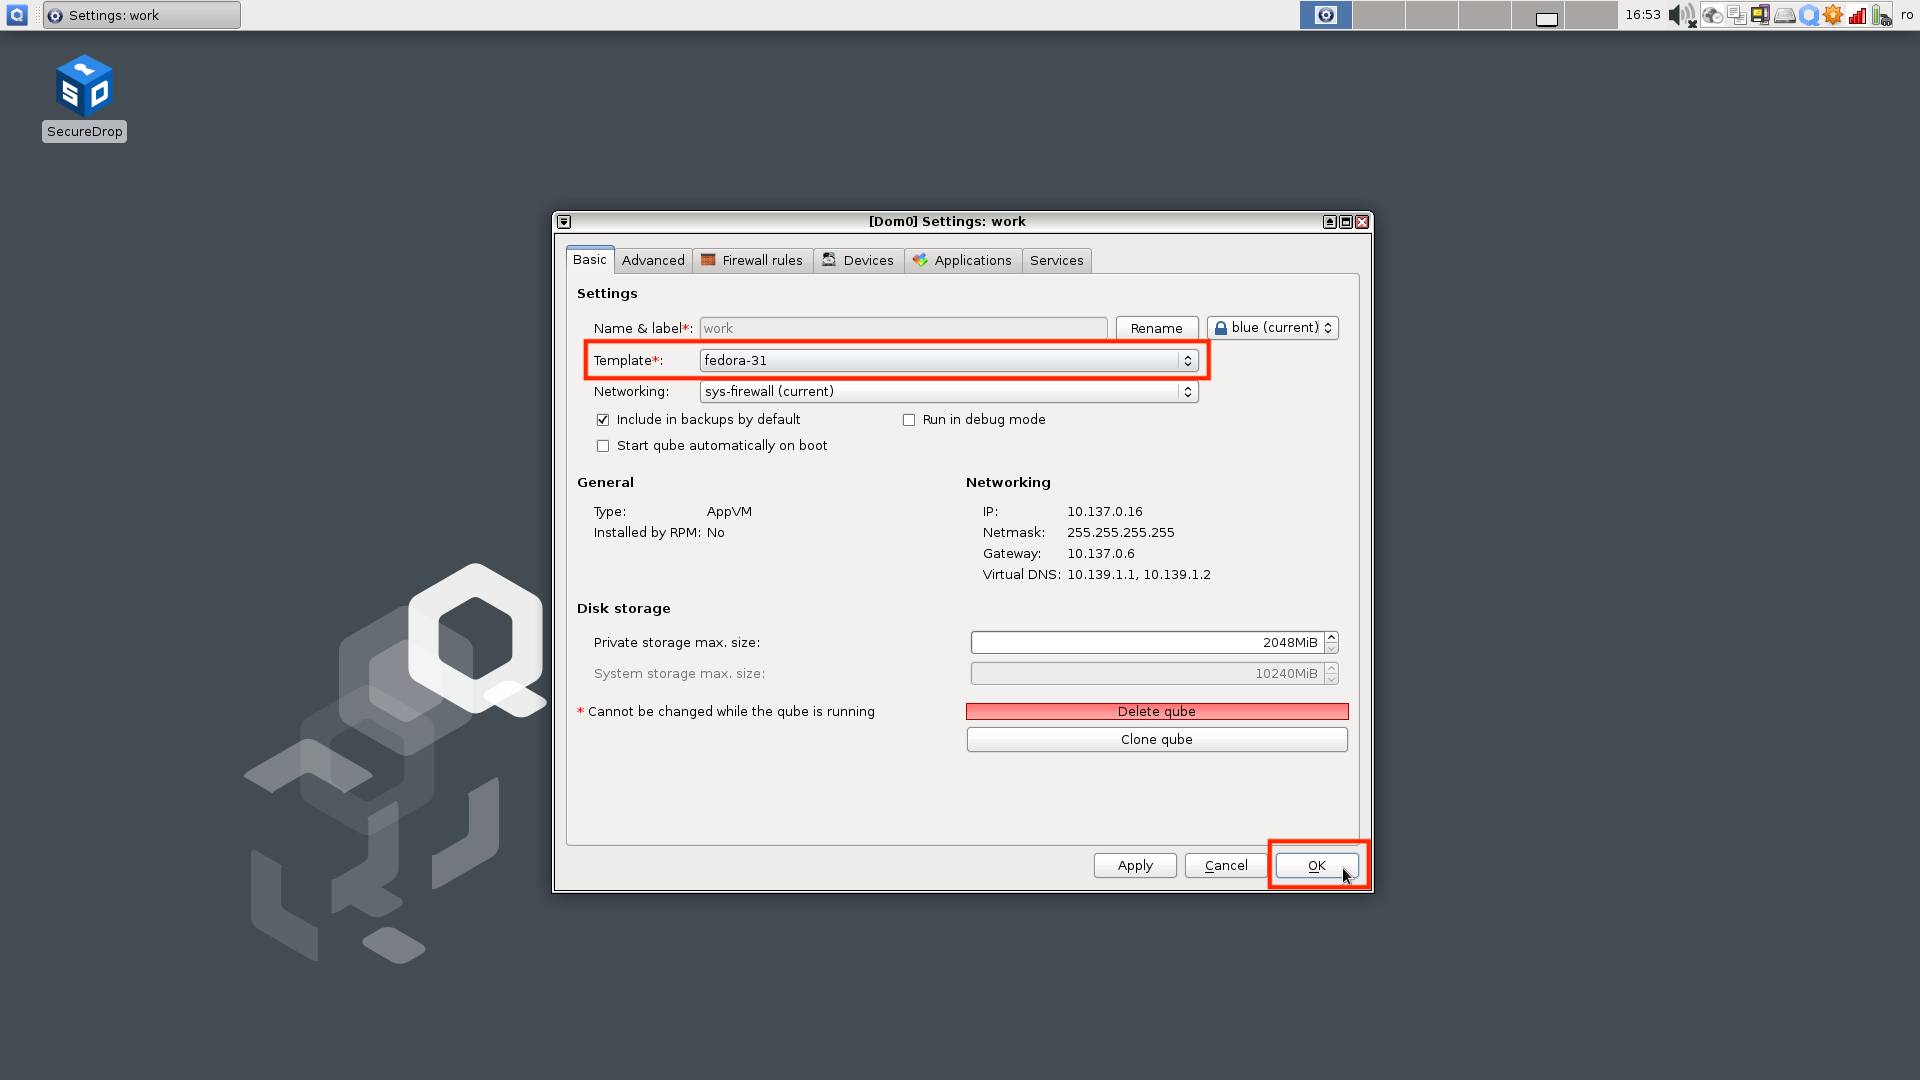 Settings: work
16:53
ro
SD
SecureDrop
[Dom0] Settings: work
Basic
Advanced
Firewall rules
Devices
Applications
Services
Settings
Name & label*: work
Rename
blue (current)
Template*: fedora-31
Networking: sys-firewall (current)
Include in backups by default
Run in debug mode
Start qube automatically on boot
General
Networking
Type: AppVM
IP: 10.137.0.16
Installed by RPM: No
Netmask: 255.255.255.255
Gateway: 10.137.0.6
Virtual DNS: 10.139.1.1, 10.139.1.2
Disk storage
Private storage max. size: 2048MiB
System storage max. size: 10240MiB
* Cannot be changed while the qube is running
Delete qube
Clone qube
Apply
Cancel
OK